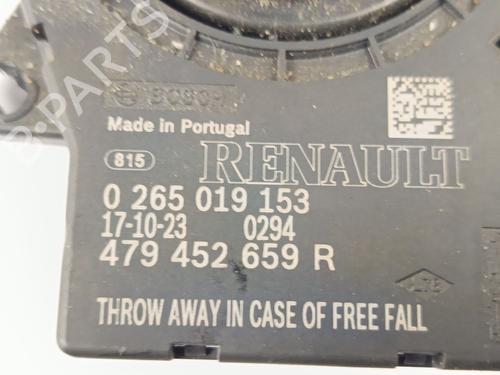 BOSCH
Made in Portugal
815 RENAULT
0 265 019 153
17-10-23 0294
479 452 659 R
THROW AWAY IN CASE OF FREE FALL